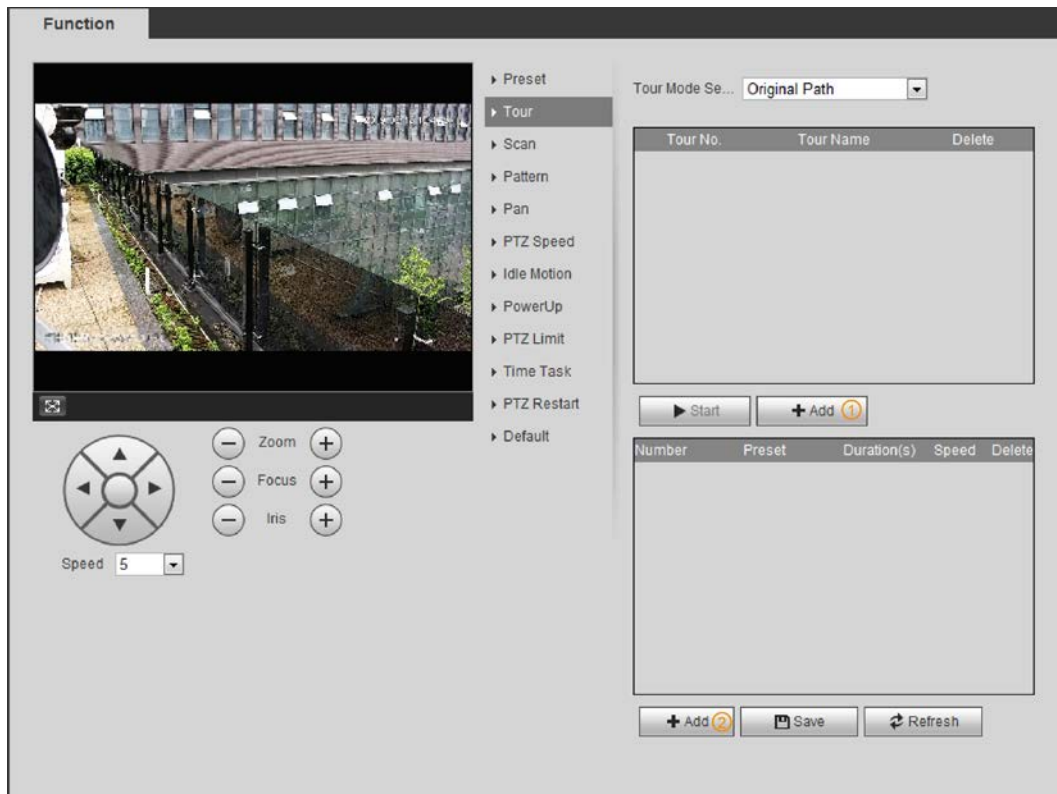 Function
Preset
Tour
Scan
Pattern
Pan
PTZ Speed
Idle Motion
PowerUp
PTZ Limit
Time Task
PTZ Restart
Default
Zoom
Focus
Iris
Speed 5
Tour Mode Se... Original Path
Tour No. Tour Name Delete
Start Add 1
Number Preset Duration(s) Speed Delete
Add 2 Save Refresh